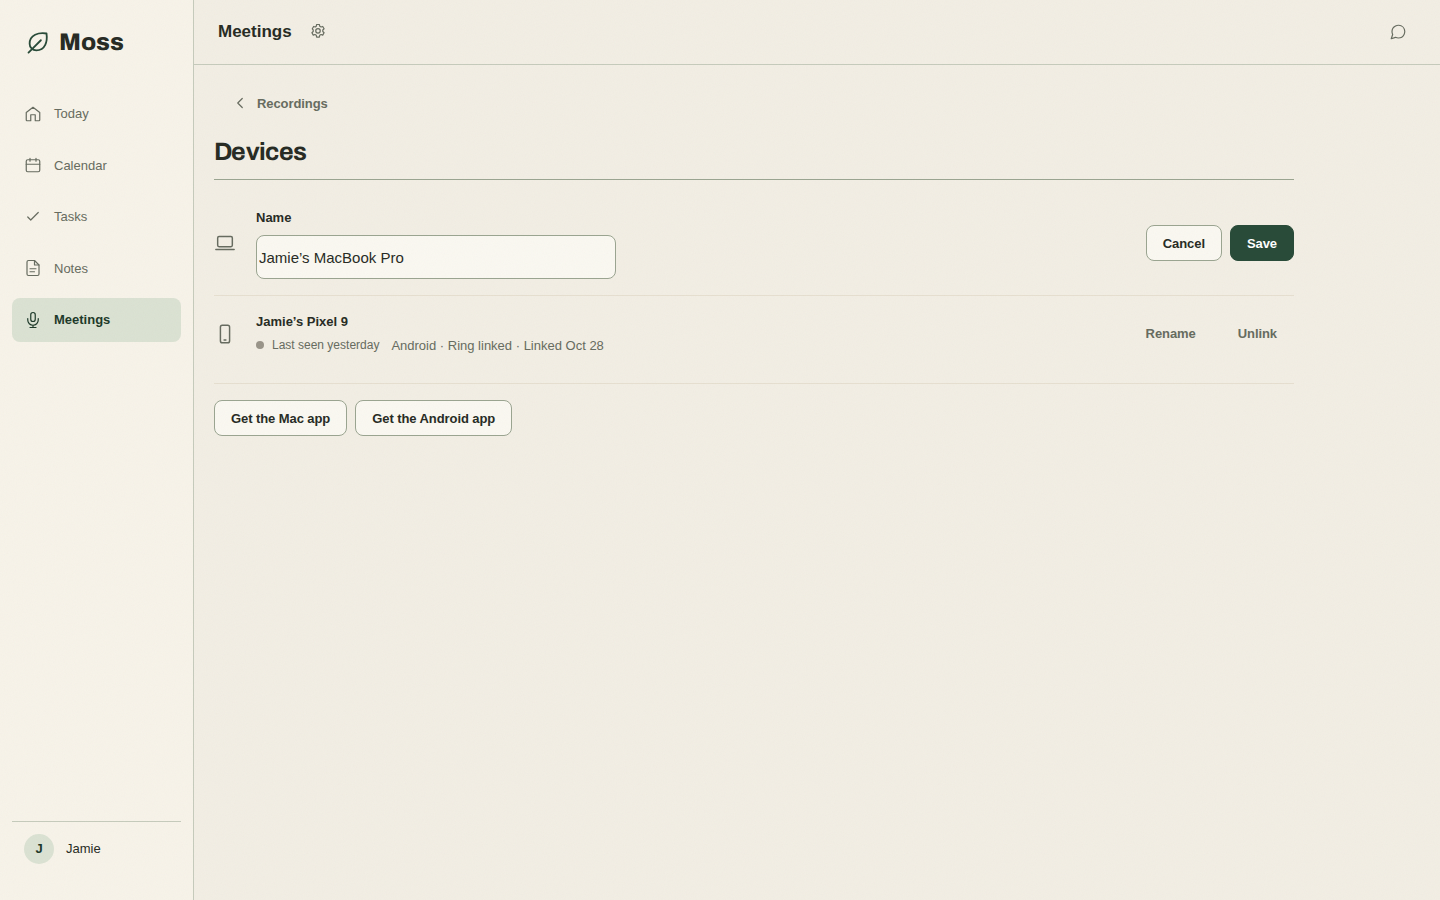 Moss
Today
Calendar
Tasks
Notes
Meetings
J
Jamie
Meetings
Recordings
Devices
Name
Jamie’s MacBook Pro
Cancel
Save
Jamie’s Pixel 9
Last seen yesterday Android · Ring linked · Linked Oct 28
Rename
Unlink
Get the Mac app
Get the Android app